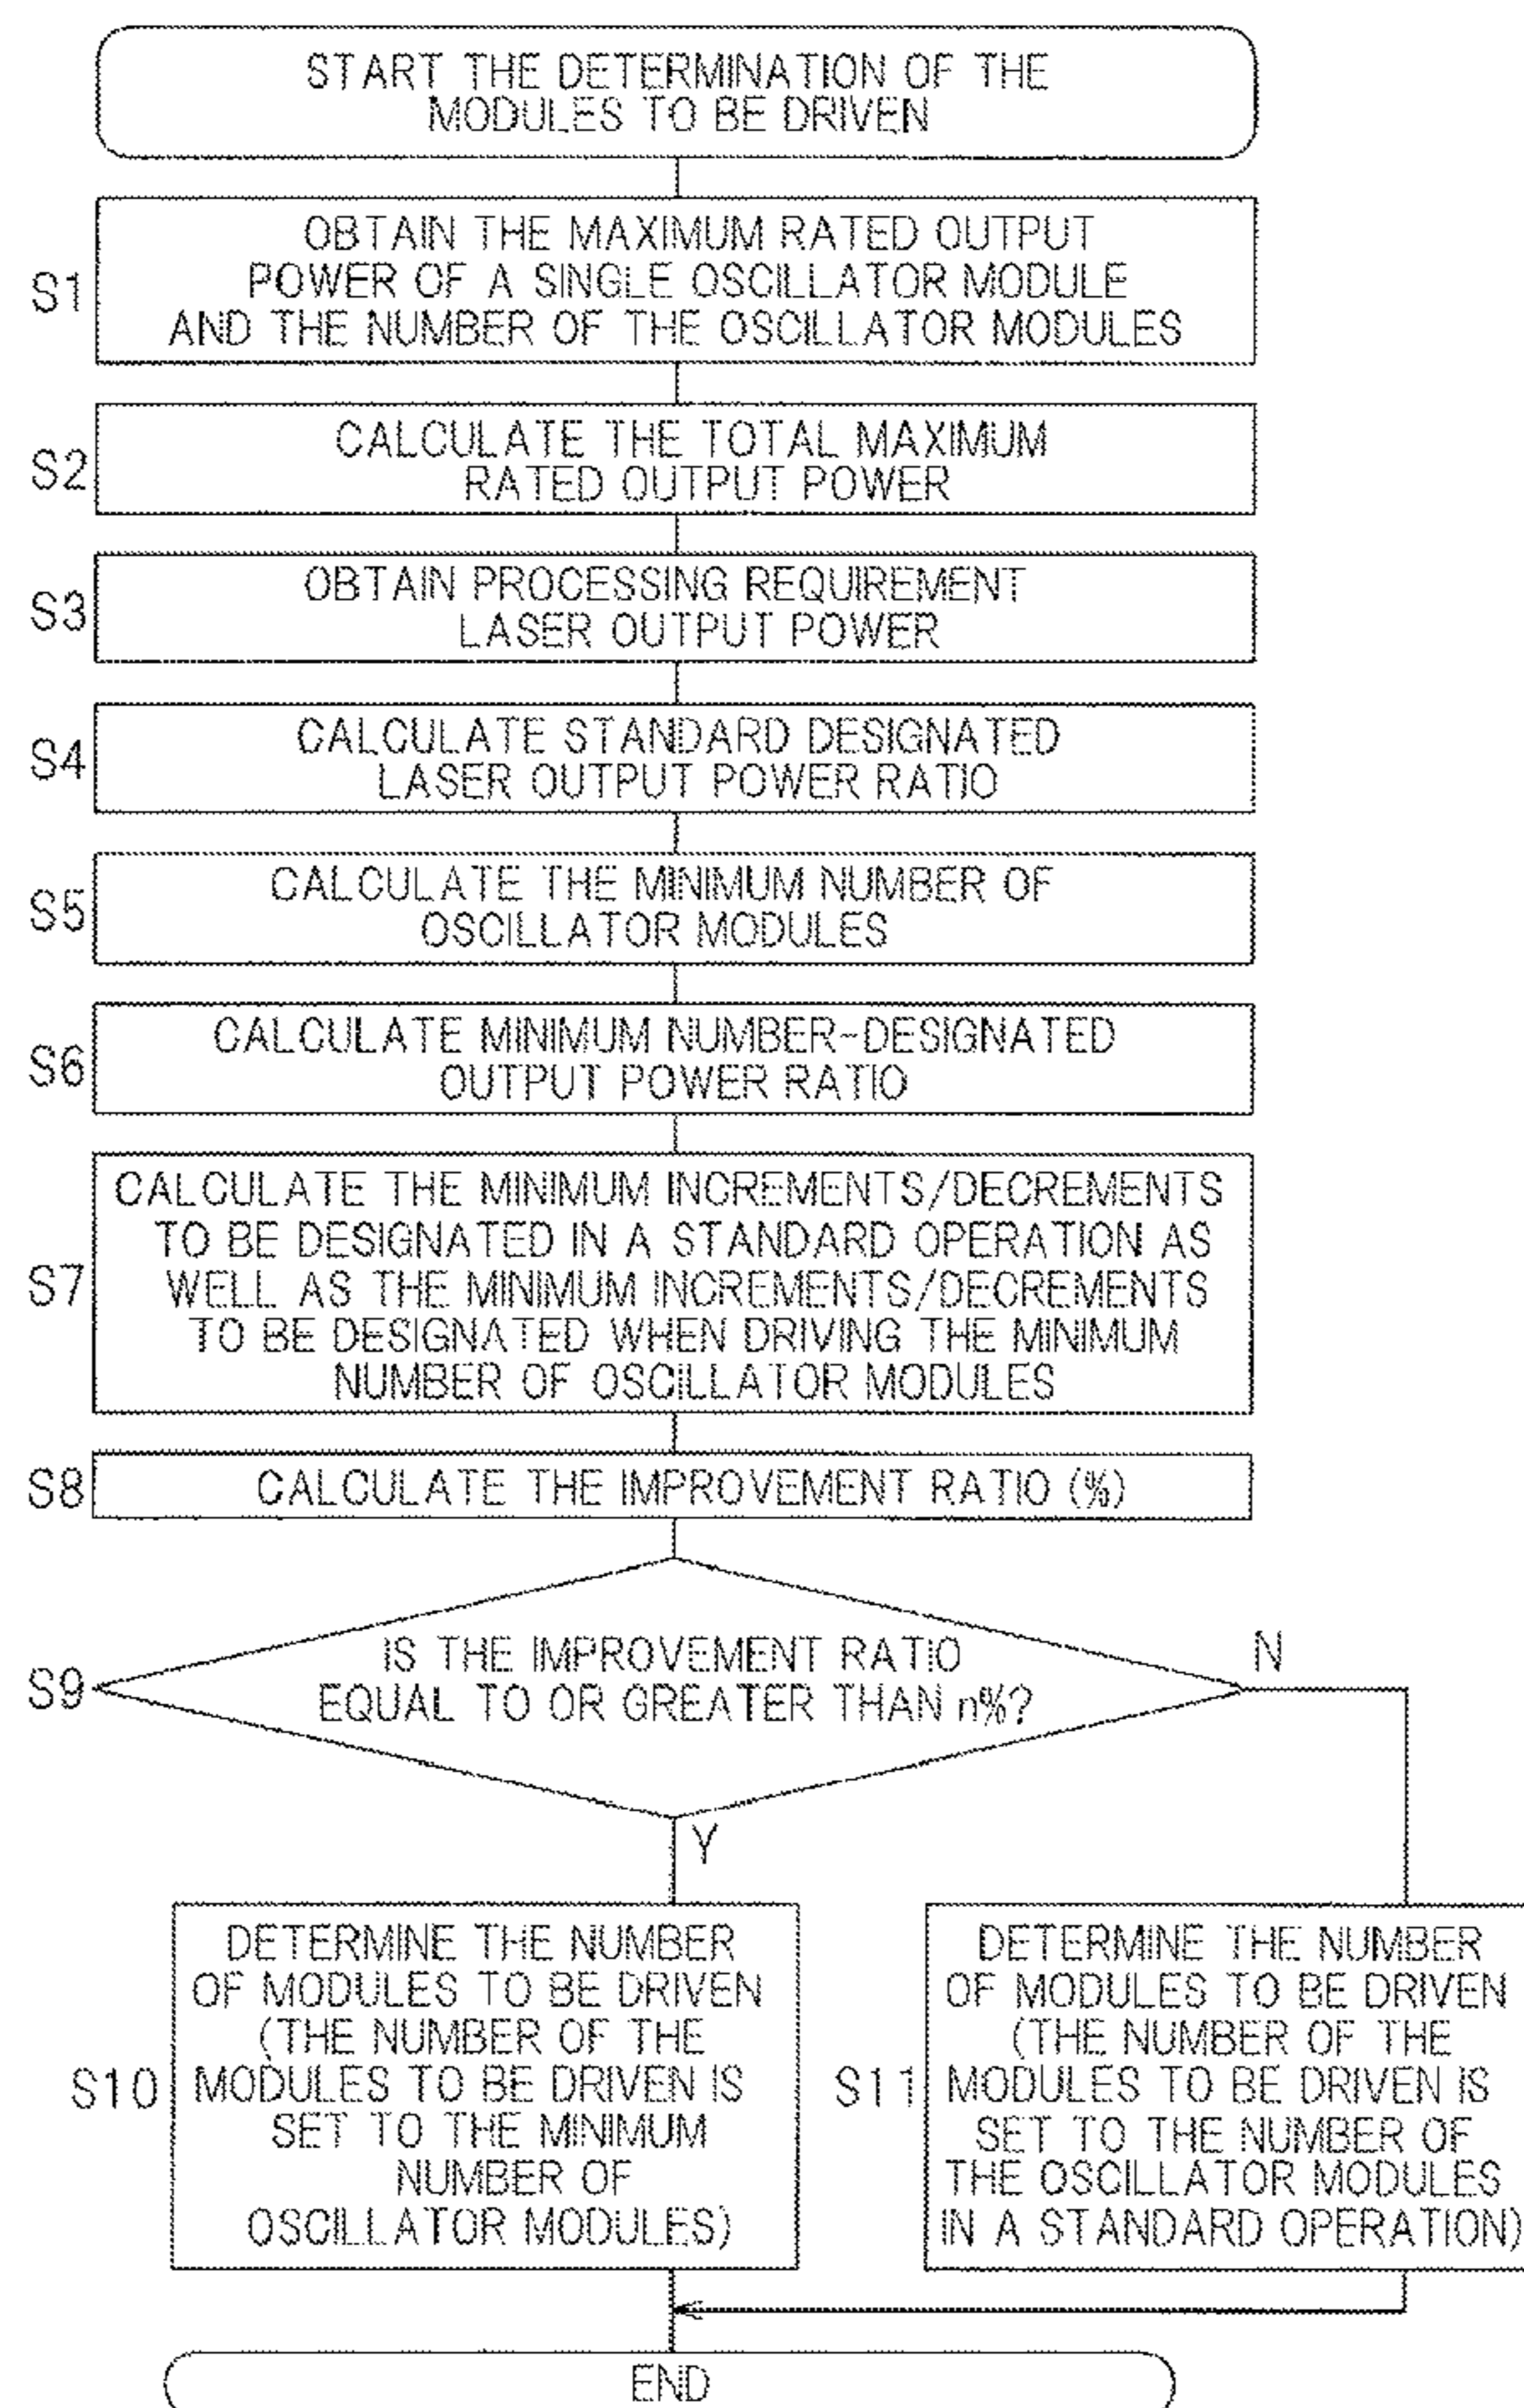 START THE DETERMINATION OF THE
MODULES TO BE DRIVEN
S1
OBTAIN THE MAXIMUM RATED OUTPUT
POWER OF A SINGLE OSCILLATOR MODULE
AND THE NUMBER OF THE OSCILLATOR MODULES
S2
CALCULATE THE TOTAL MAXIMUM
RATED OUTPUT POWER
S3
OBTAIN PROCESSING REQUIREMENT
LASER OUTPUT POWER
S4
CALCULATE STANDARD DESIGNATED
LASER OUTPUT POWER RATIO
S5
CALCULATE THE MINIMUM NUMBER OF
OSCILLATOR MODULES
S6
CALCULATE MINIMUM NUMBER-DESIGNATED
OUTPUT POWER RATIO
S7
CALCULATE THE MINIMUM INCREMENTS/DECREMENTS
TO BE DESIGNATED IN A STANDARD OPERATION AS
WELL AS THE MINIMUM INCREMENTS/DECREMENTS
TO BE DESIGNATED WHEN DRIVING THE MINIMUM
NUMBER OF OSCILLATOR MODULES
S8
CALCULATE THE IMPROVEMENT RATIO (%)
S9
IS THE IMPROVEMENT RATIO
EQUAL TO OR GREATER THAN n%?
N
Y
S10
DETERMINE THE NUMBER
OF MODULES TO BE DRIVEN
(THE NUMBER OF THE
MODULES TO BE DRIVEN IS
SET TO THE MINIMUM
NUMBER OF
OSCILLATOR MODULES)
S11
DETERMINE THE NUMBER
OF MODULES TO BE DRIVEN
(THE NUMBER OF THE
MODULES TO BE DRIVEN IS
SET TO THE NUMBER OF
THE OSCILLATOR MODULES
IN A STANDARD OPERATION)
END